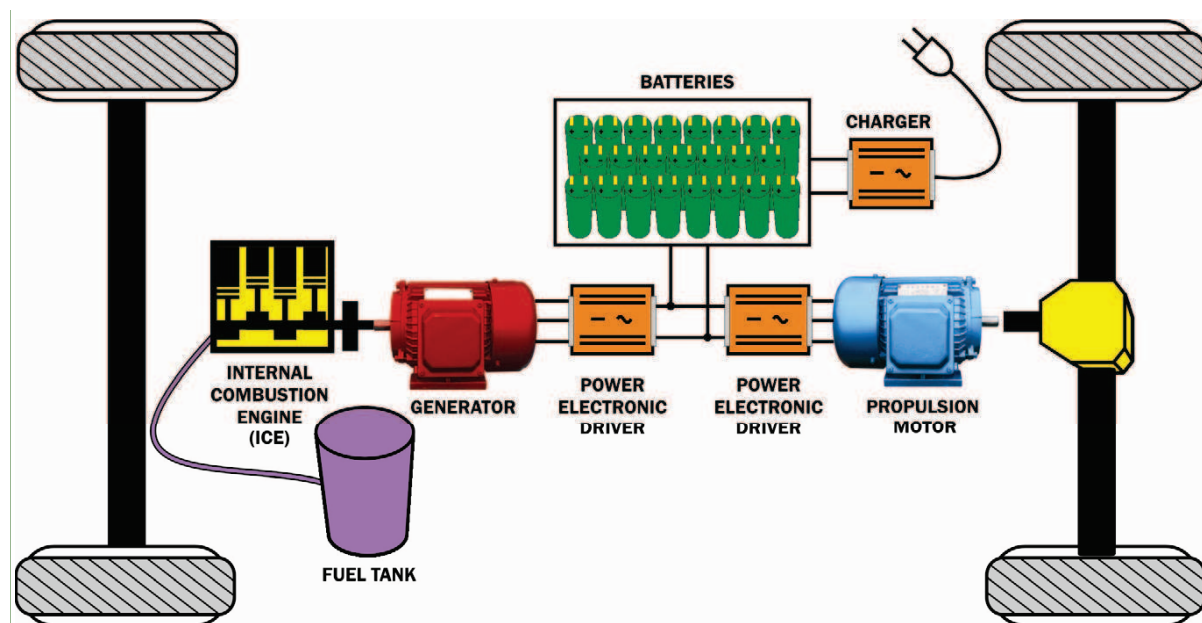 BATTERIES
CHARGER
INTERNAL
COMBUSTION
ENGINE
(ICE)
GENERATOR
POWER
ELECTRONIC
DRIVER
POWER
ELECTRONIC
DRIVER
PROPULSION
MOTOR
FUEL TANK